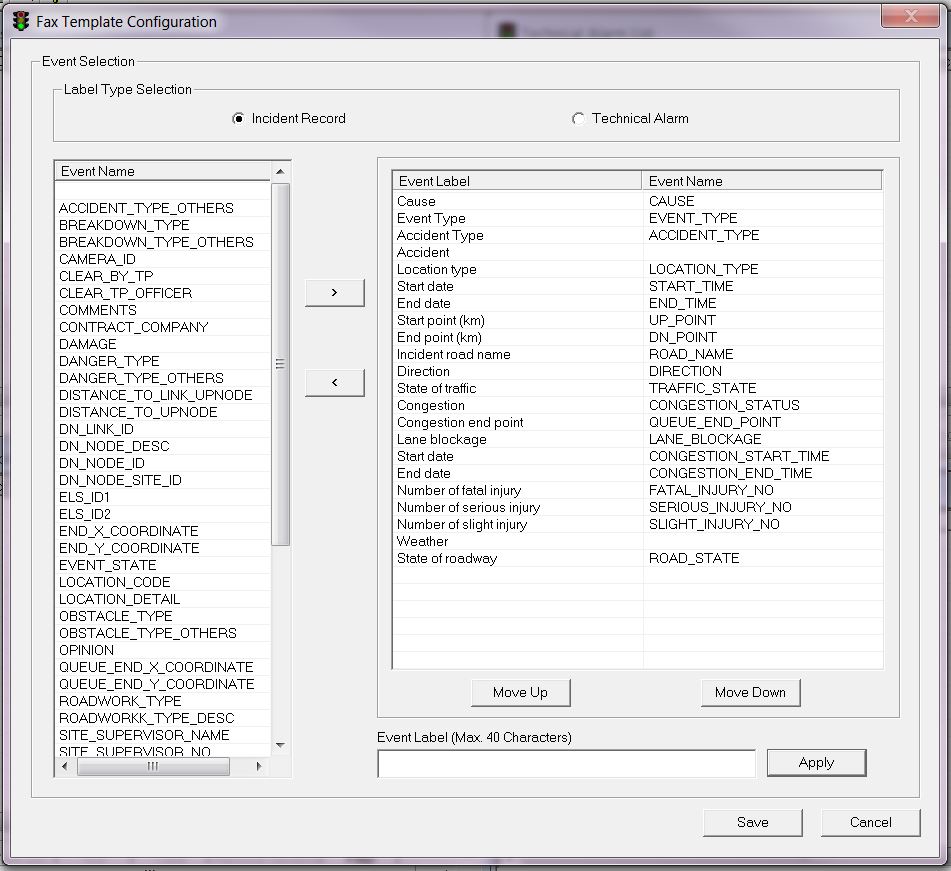 Fax Template Configuration
Event Selection
Label Type Selection
Incident Record
Technical Alarm
Event Name
ACCIDENT_TYPE_OTHERS
BREAKDOWN_TYPE
BREAKDOWN_TYPE_OTHERS
CAMERA_ID
CLEAR_BY_TP
CLEAR_TP_OFFICER
COMMENTS
CONTRACT_COMPANY
DAMAGE
DANGER_TYPE
DANGER_TYPE_OTHERS
DISTANCE_TO_LINK_UPNODE
DISTANCE_TO_UPNODE
DN_LINK_ID
DN_NODE_DESC
DN_NODE_ID
DN_NODE_SITE_ID
ELS_ID1
ELS_ID2
END_X_COORDINATE
END_Y_COORDINATE
EVENT_STATE
LOCATION_CODE
LOCATION_DETAIL
OBSTACLE_TYPE
OBSTACLE_TYPE_OTHERS
OPINION
QUEUE_END_X_COORDINATE
QUEUE_END_Y_COORDINATE
ROADWORK_TYPE
ROADWORKK_TYPE_DESC
SITE_SUPERVISOR_NAME
SITE_SUPERVISOR_NO
>
<
Event Label Event Name
Cause CAUSE
Event Type EVENT_TYPE
Accident Type ACCIDENT_TYPE
Accident
Location type LOCATION_TYPE
Start date START_TIME
End date END_TIME
Start point (km) UP_POINT
End point (km) DN_POINT
Incident road name ROAD_NAME
Direction DIRECTION
State of traffic TRAFFIC_STATE
Congestion CONGESTION_STATUS
Congestion end point QUEUE_END_POINT
Lane blockage LANE_BLOCKAGE
Start date CONGESTION_START_TIME
End date CONGESTION_END_TIME
Number of fatal injury FATAL_INJURY_NO
Number of serious injury SERIOUS_INJURY_NO
Number of slight injury SLIGHT_INJURY_NO
Weather
State of roadway ROAD_STATE
Move Up
Move Down
Event Label (Max. 40 Characters)
Apply
Save
Cancel